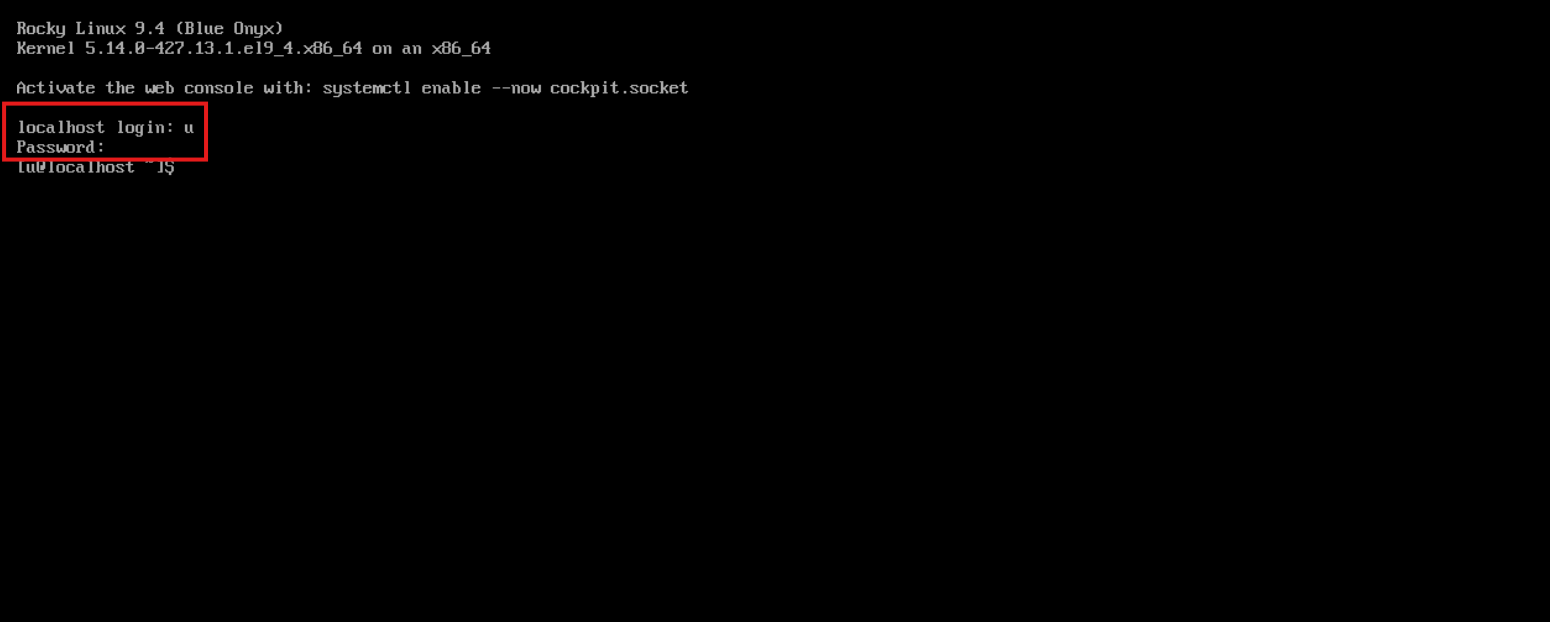 Rocky Linux 9.4 (Blue Onyx)
Kernel 5.14.0-427.13.1.el9_4.x86_64 on an x86_64
Activate the web console with: systemctl enable --now cockpit.socket
localhost login: u
Password:
[u@localhost ~]$